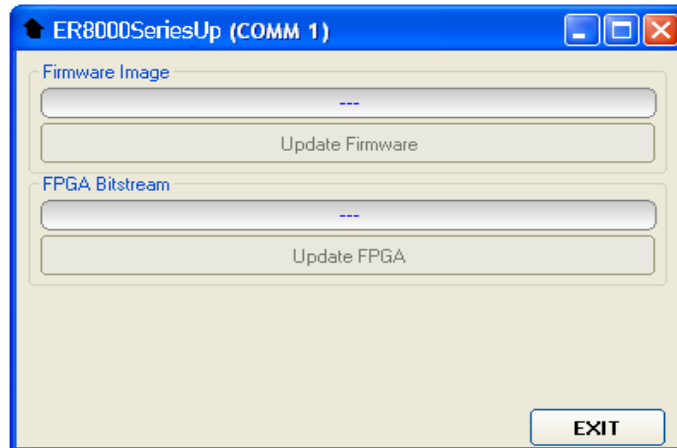 ER8000SeriesUp (COMM 1)
Firmware Image
---
Update Firmware
FPGA Bitstream
---
Update FPGA
EXIT